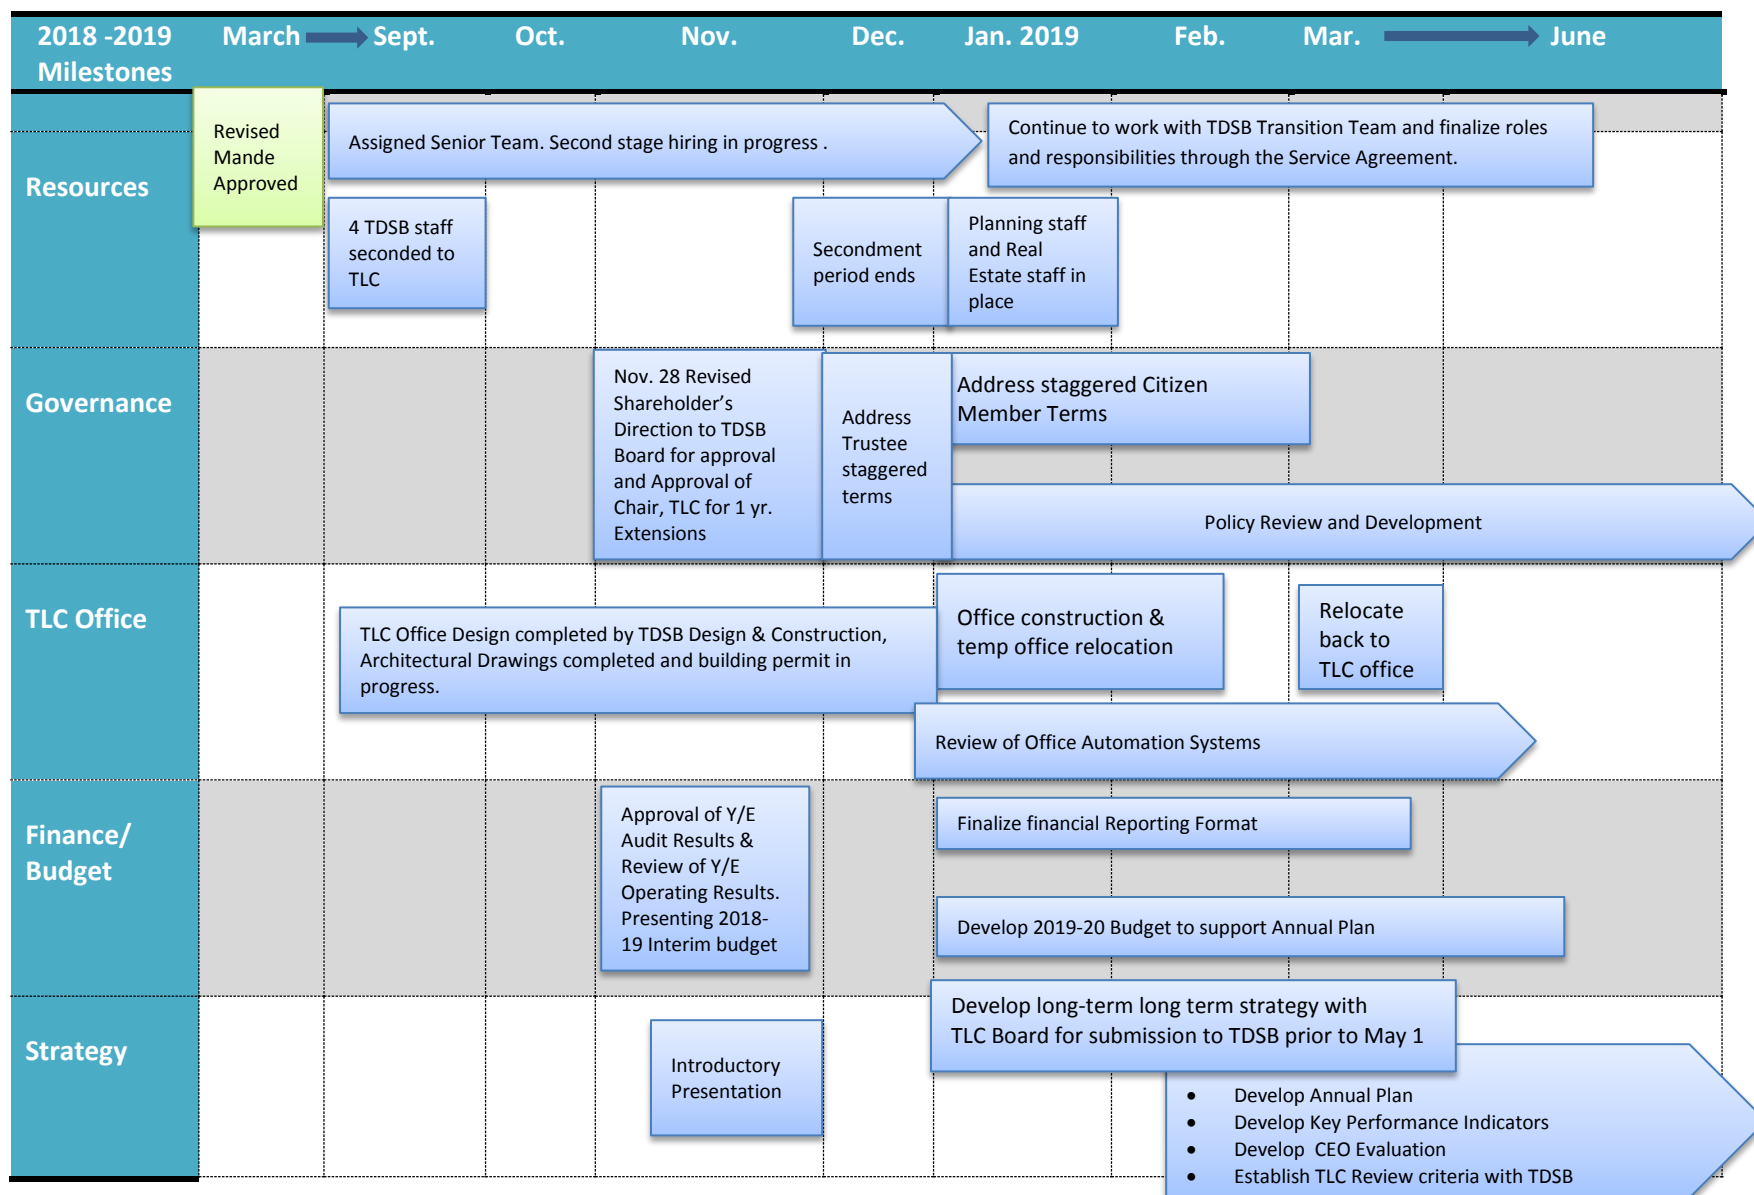 2018 -2019
Milestones
March Sept. Oct. Nov. Dec. Jan. 2019 Feb. Mar. June
Resources
Revised
Mande
Approved
Assigned Senior Team. Second stage hiring in progress .
Continue to work with TDSB Transition Team and finalize roles
and responsibilities through the Service Agreement.
4 TDSB staff
seconded to
TLC
Secondment
period ends
Planning staff
and Real
Estate staff in
place
Governance
Nov. 28 Revised
Shareholder’s
Direction to TDSB
Board for approval
and Approval of
Chair, TLC for 1 yr.
Extensions
Address
Trustee
staggered
terms
Address staggered Citizen
Member Terms
Policy Review and Development
TLC Office
TLC Office Design completed by TDSB Design & Construction,
Architectural Drawings completed and building permit in
progress.
Office construction &
temp office relocation
Relocate
back to
TLC office
Review of Office Automation Systems
Finance/
Budget
Approval of Y/E
Audit Results &
Review of Y/E
Operating Results.
Presenting 2018-
19 Interim budget
Finalize financial Reporting Format
Develop 2019-20 Budget to support Annual Plan
Strategy
Introductory
Presentation
Develop long-term long term strategy with
TLC Board for submission to TDSB prior to May 1
• Develop Annual Plan
• Develop Key Performance Indicators
• Develop CEO Evaluation
• Establish TLC Review criteria with TDSB